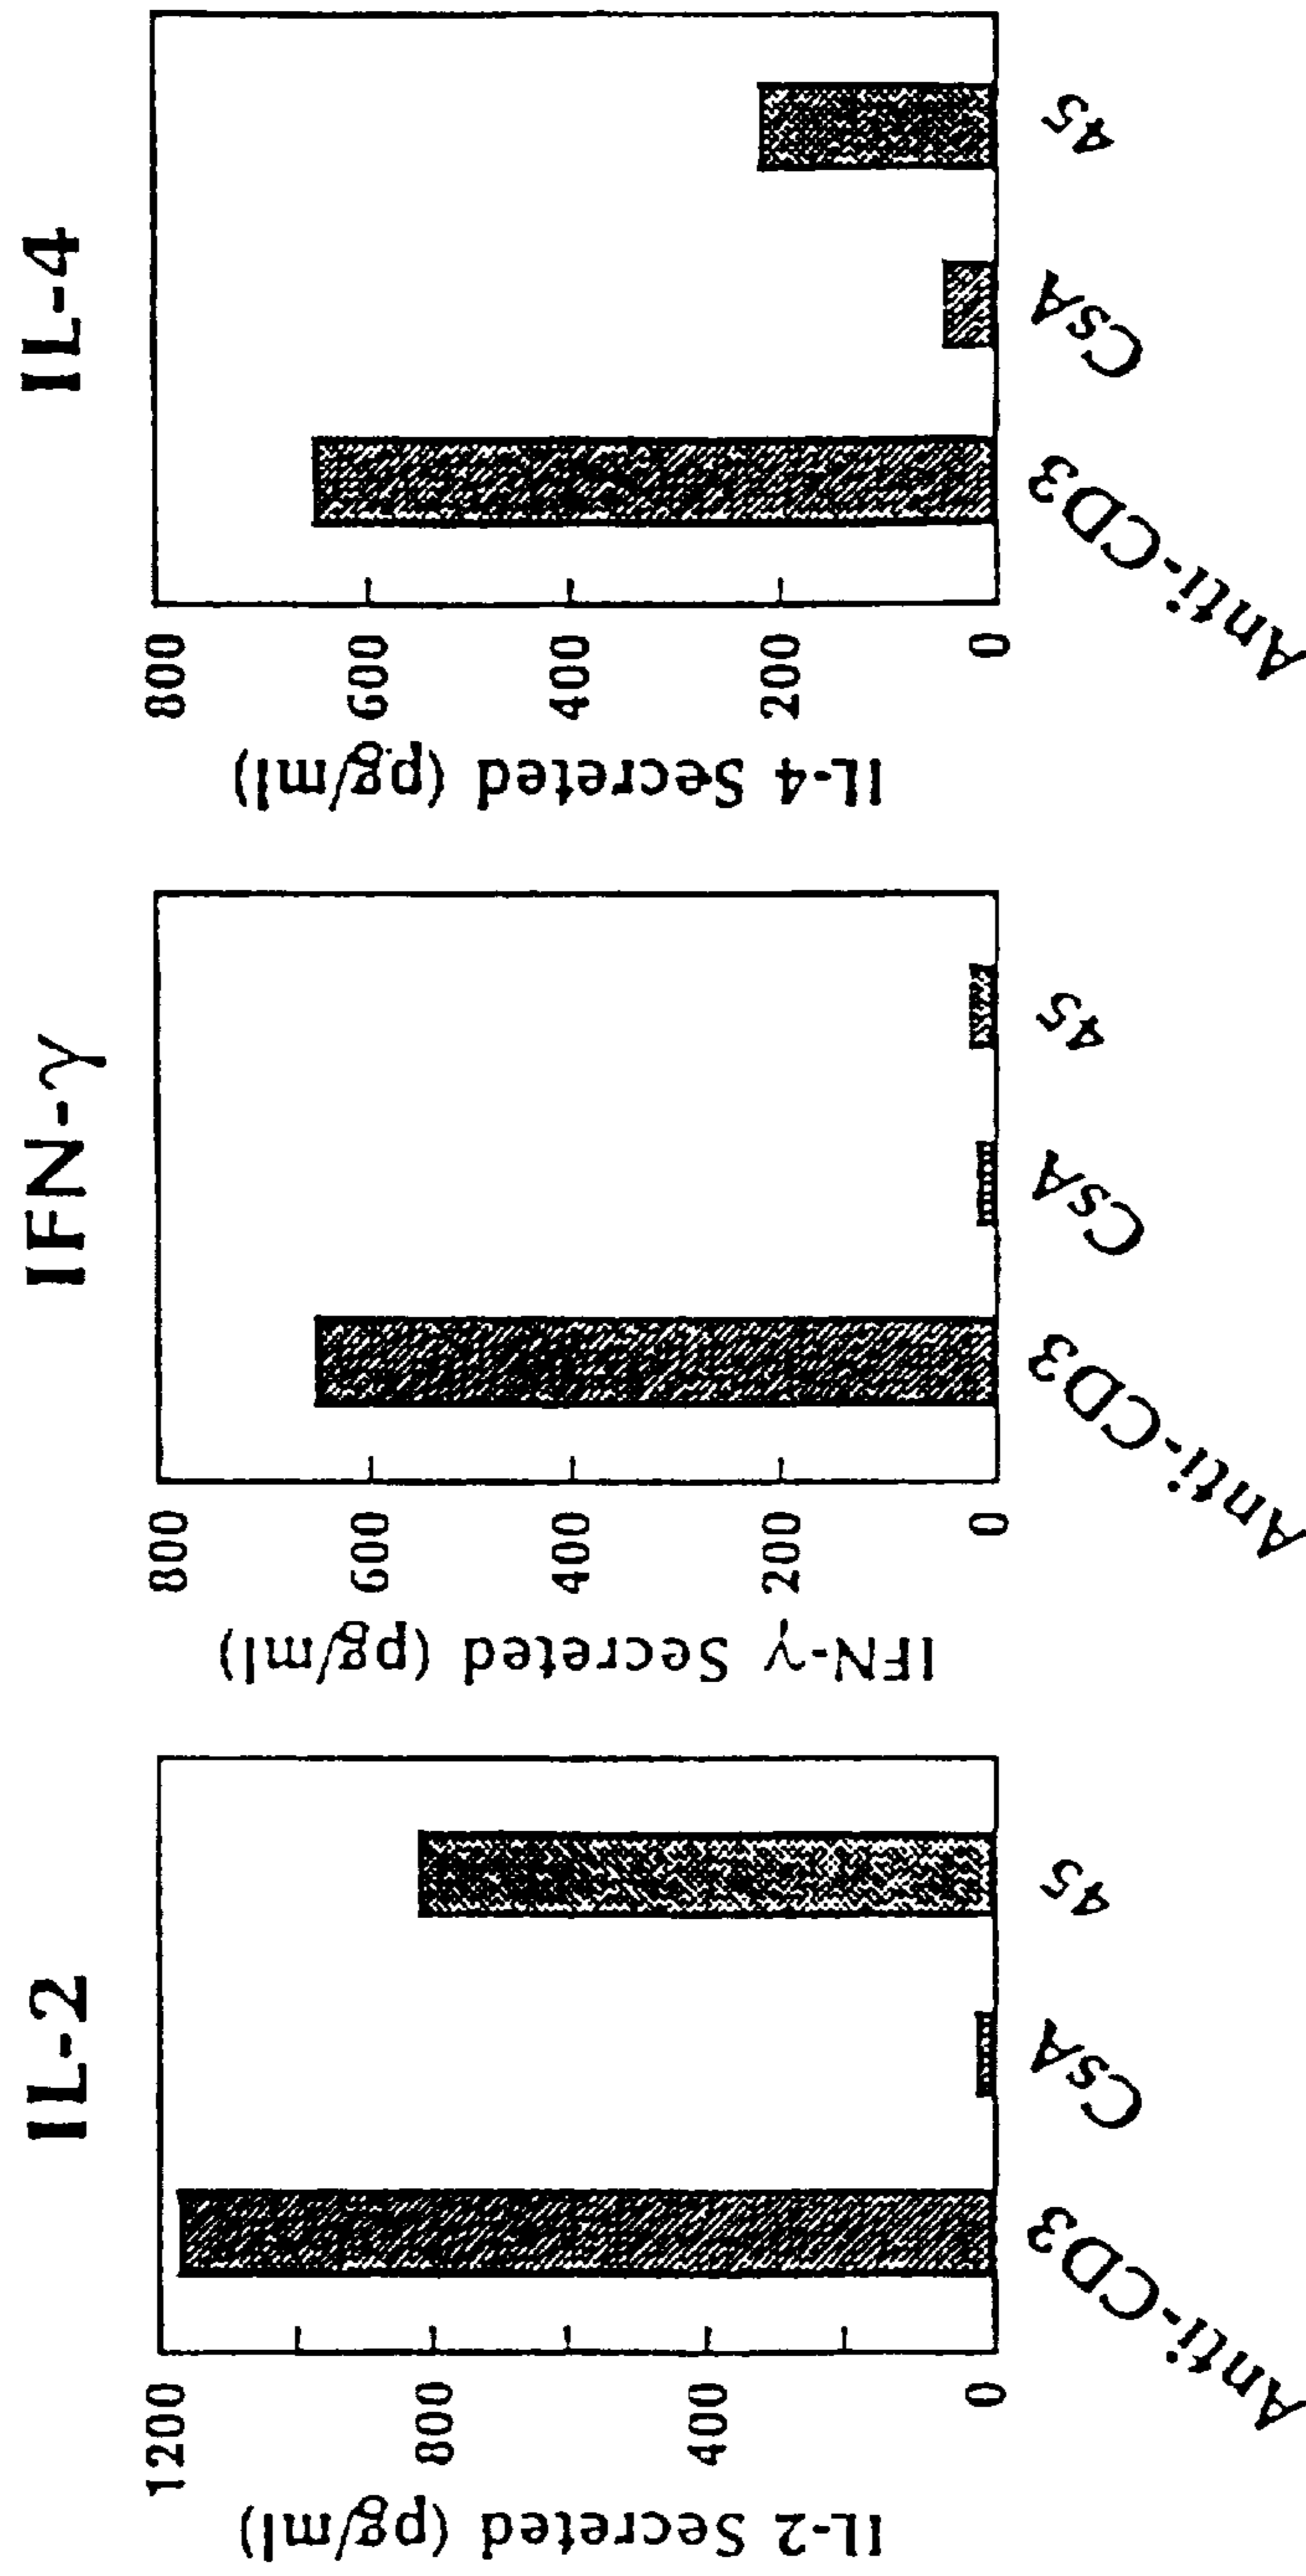 IL-2
IL-2 Secreted (pg/ml)
1200
800
400
0
Anti-CD3
CsA
45
IFN-γ
IFN-γ Secreted (pg/ml)
800
600
400
200
0
Anti-CD3
CsA
45
IL-4
IL-4 Secreted (pg/ml)
800
600
400
200
0
Anti-CD3
CsA
45